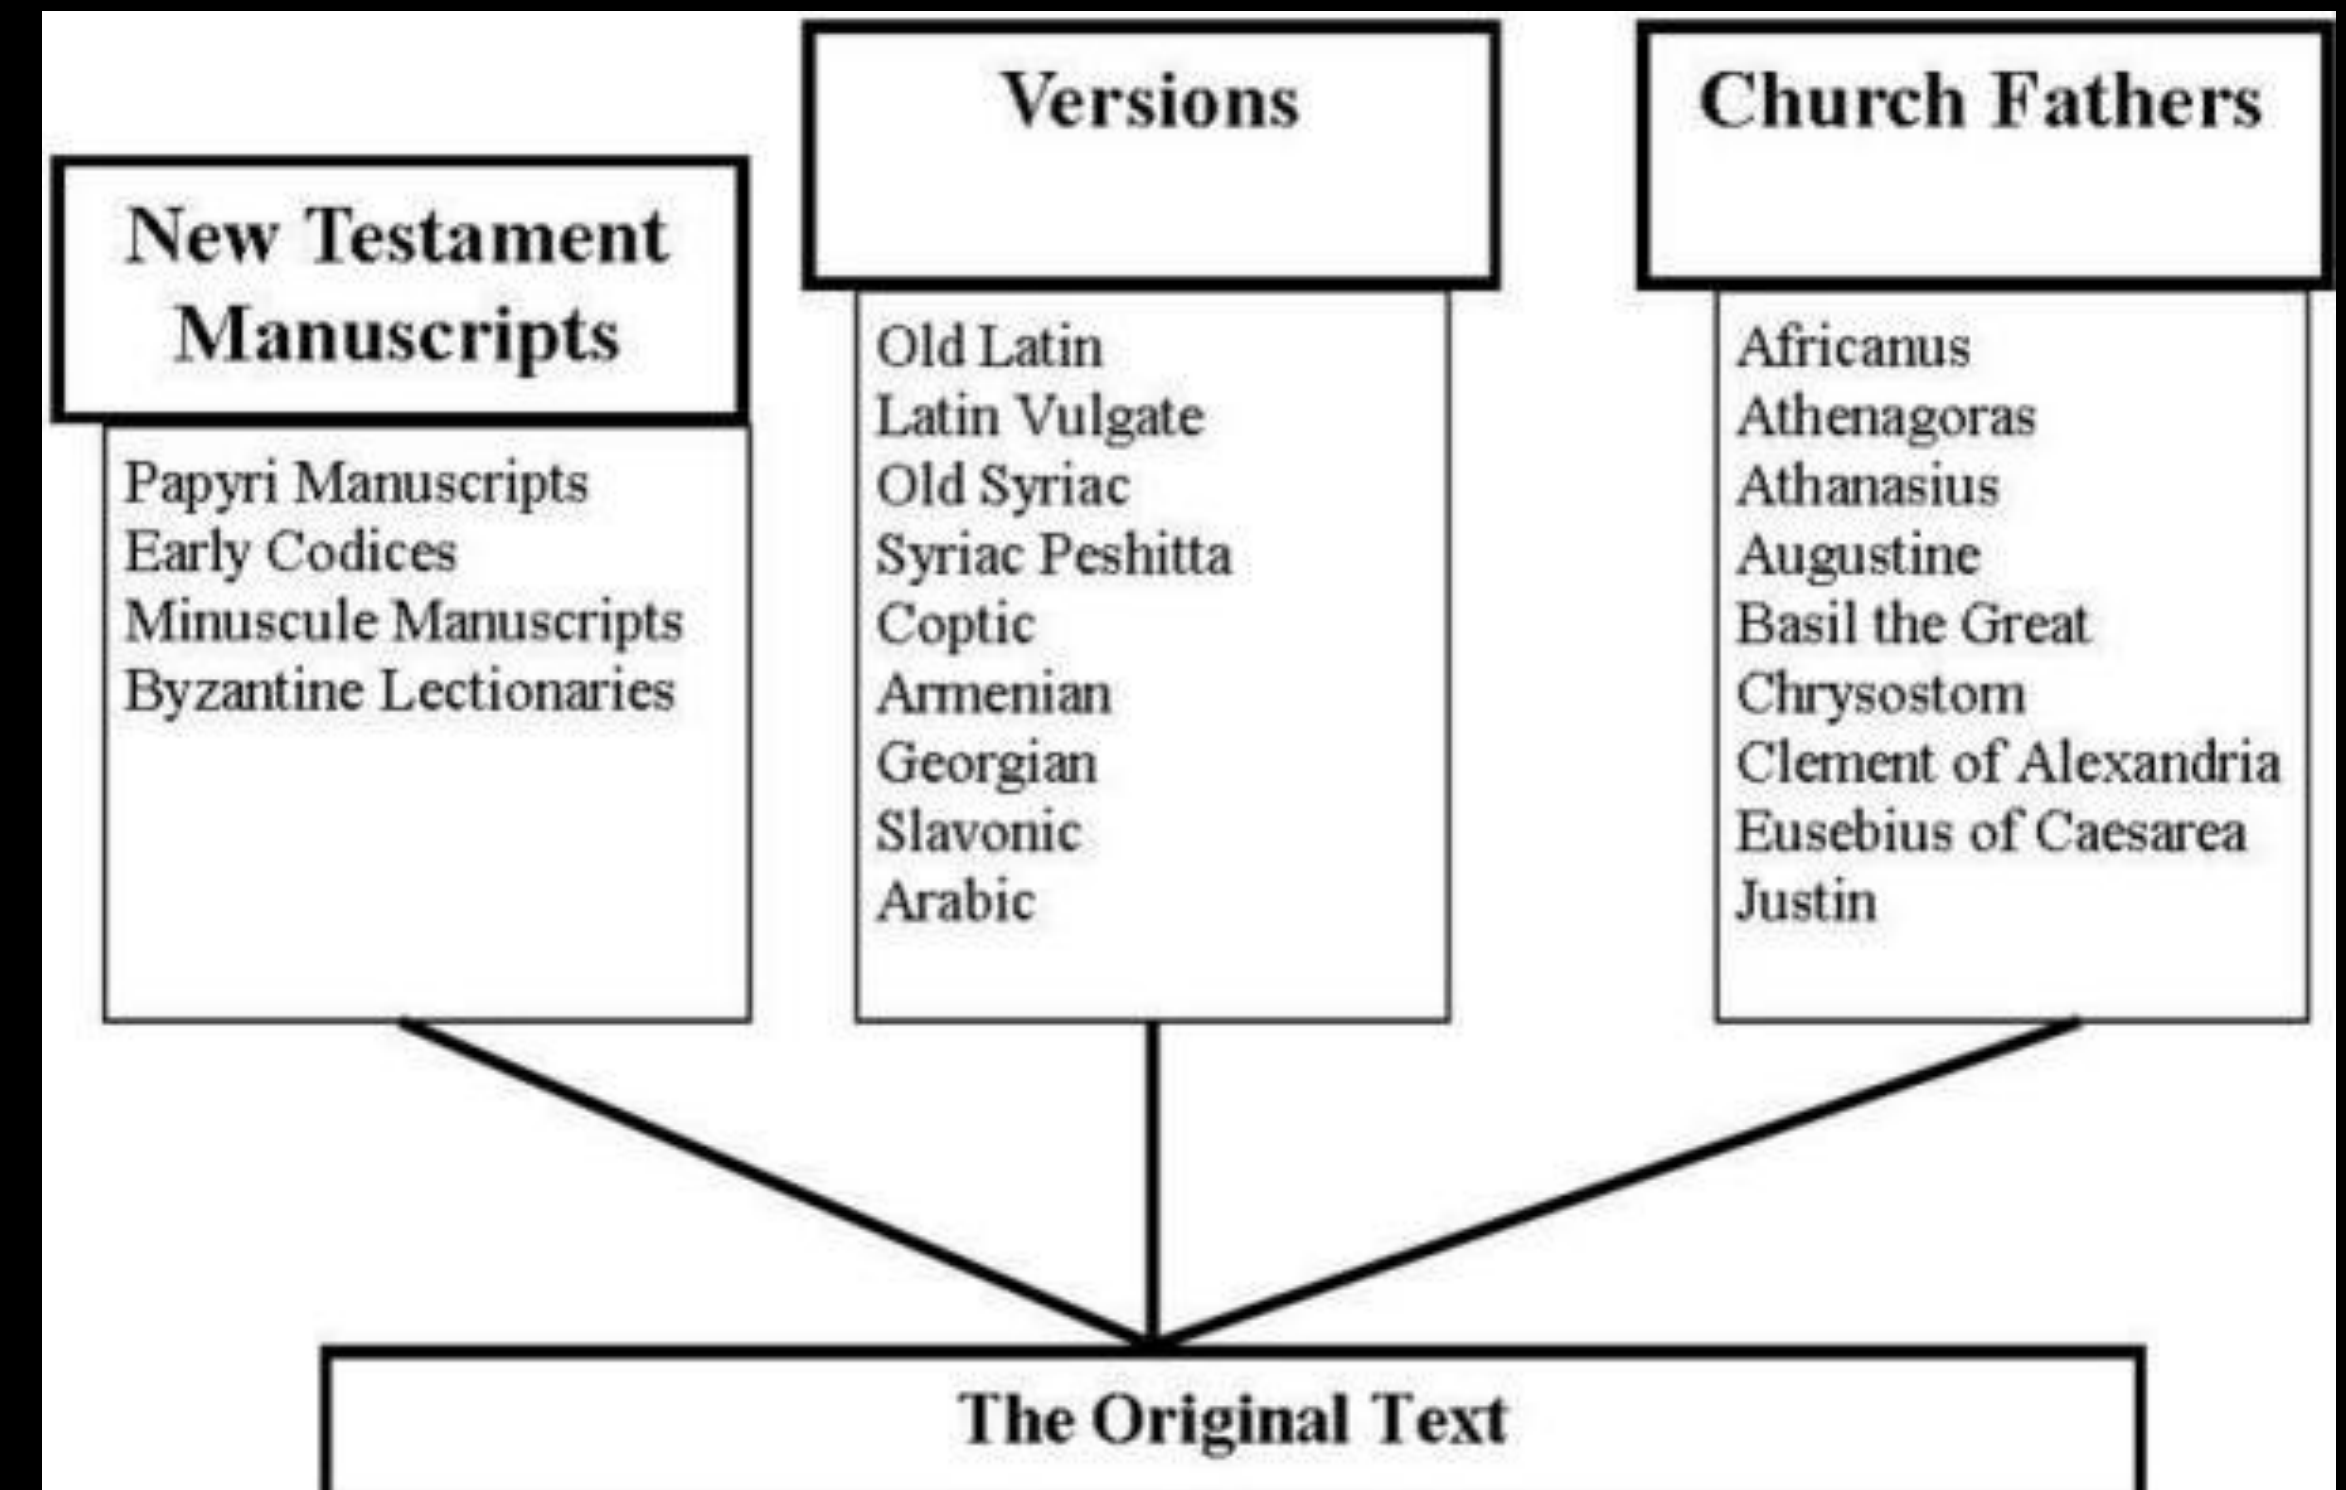 New Testament
Manuscripts
Papyri Manuscripts
Early Codices
Minuscule Manuscripts
Byzantine Lectionaries
Versions
Old Latin
Latin Vulgate
Old Syriac
Syriac Peshitta
Coptic
Armenian
Georgian
Slavonic
Arabic
Church Fathers
Africanus
Athenagoras
Athanasius
Augustine
Basil the Great
Chrysostom
Clement of Alexandria
Eusebius of Caesarea
Justin
The Original Text